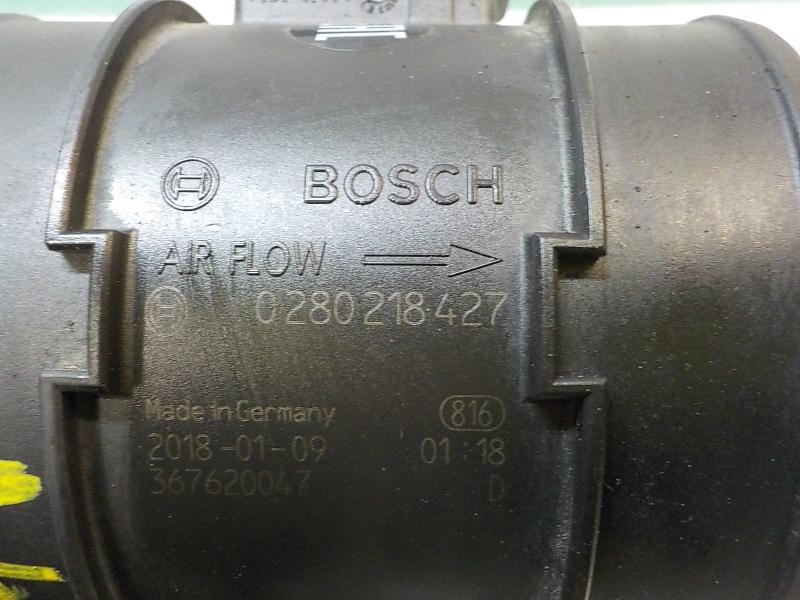 BOSCH
AIR FLOW
0 280 218 427
Made in Germany 816
2018-01-09 01:18
367620047 D